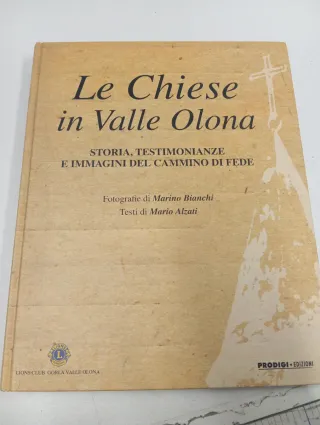 Le Chiese
in Valle Olona
STORIA, TESTIMONIANZE
E IMMAGINI DEL CAMMINO DI FEDE
Fotografie di Marino Bianchi
Testi di Mario Alzati
L
LIONS CLUB GORLA VALLE OLONA
PRODIGI • EDIZIONI